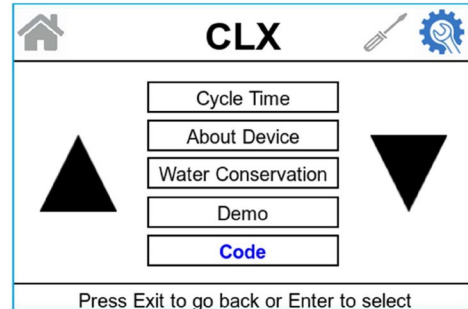 CLX
Cycle Time
About Device
Water Conservation
Demo
Code
Press Exit to go back or Enter to select